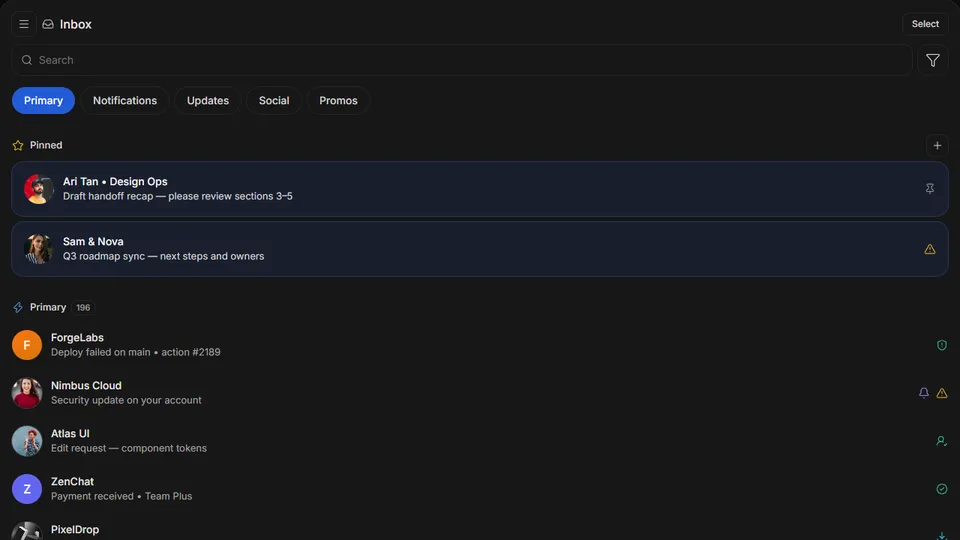 Inbox
Select
Search
Primary
Notifications
Updates
Social
Promos
Pinned
Ari Tan • Design Ops
Draft handoff recap — please review sections 3–5
Sam & Nova
Q3 roadmap sync — next steps and owners
Primary 196
F
ForgeLabs
Deploy failed on main • action #2189
Nimbus Cloud
Security update on your account
Atlas UI
Edit request — component tokens
Z
ZenChat
Payment received • Team Plus
PixelDrop